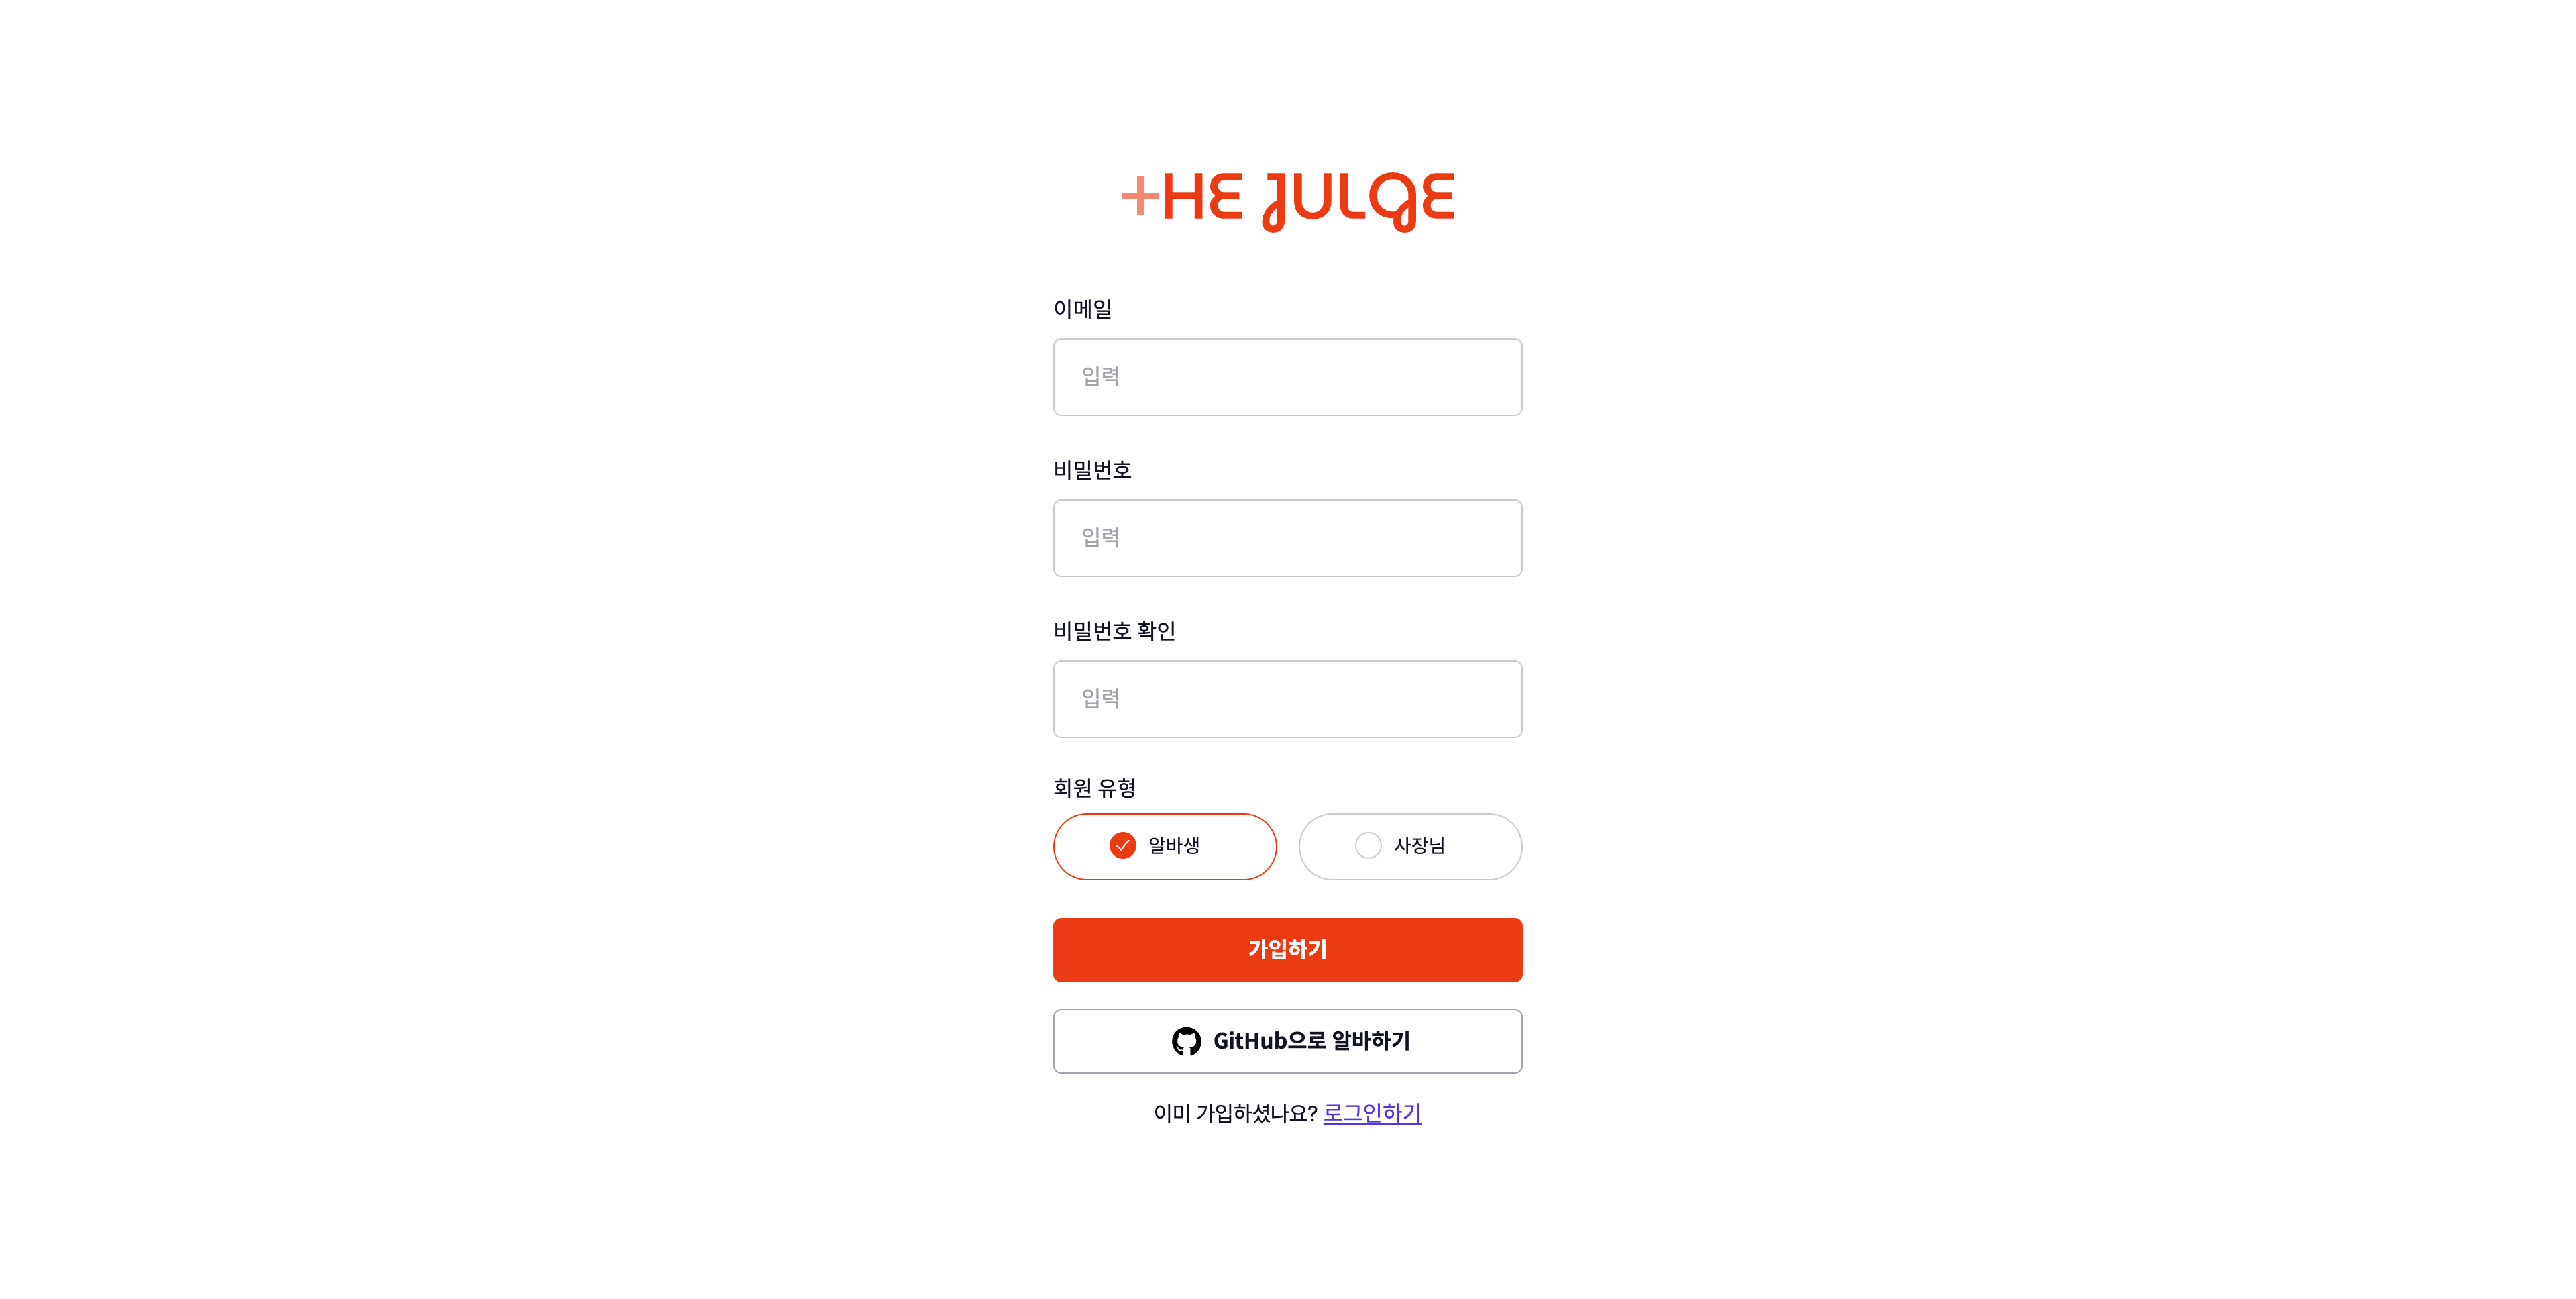 THE JULGE
이메일
입력
비밀번호
입력
비밀번호 확인
입력
회원 유형
알바생 사장님
가입하기
GitHub으로 알바하기
이미 가입하셨나요? 로그인하기